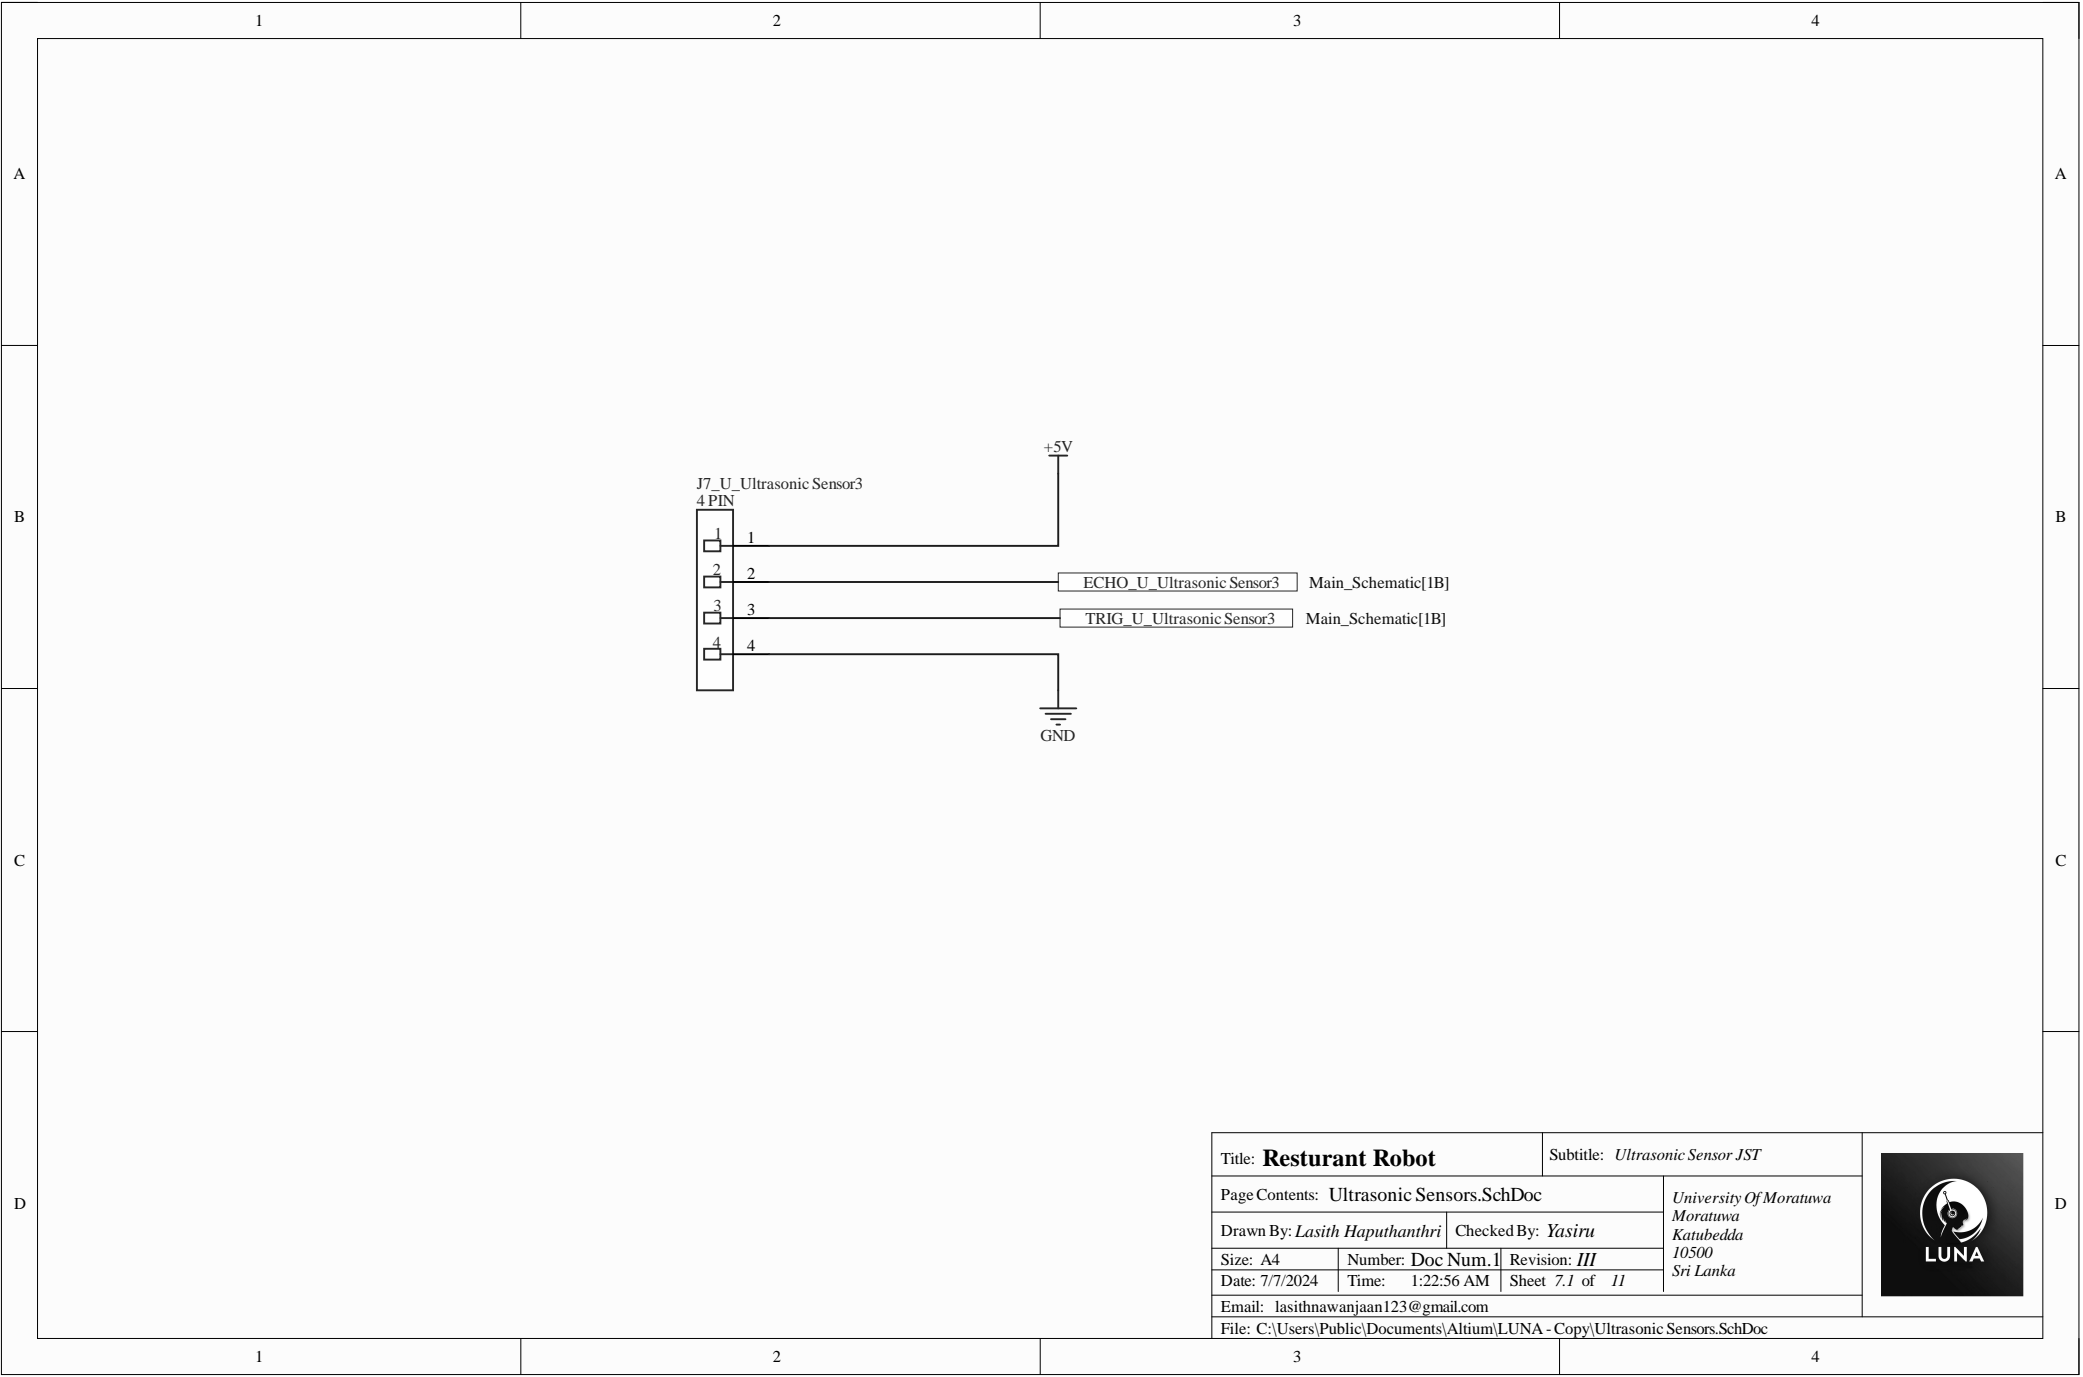 1 2 3 4
A A
+5V
J7_U_Ultrasonic Sensor3
4 PIN
B B
1 1
2 2 ECHO_U_Ultrasonic Sensor3 Main_Schematic[1B]
3 3 TRIG_U_Ultrasonic Sensor3 Main_Schematic[1B]
4 4
GND
C C
Title: Resturant Robot Subtitle: Ultrasonic Sensor JST
Page Contents: Ultrasonic Sensors.SchDoc
University Of Moratuwa
Moratuwa
Katubedda
10500
Sri Lanka
D D
Drawn By: Lasith Haputhanthri Checked By: Yasiru
Size: A4 Number: Doc Num.1 Revision: III
Date: 7/7/2024 Time: 1:22:56 AM Sheet 7.1 of 11
LUNA
Email: lasithnawanjaan123@gmail.com
File: C:\Users\Public\Documents\Altium\LUNA - Copy\Ultrasonic Sensors.SchDoc
1 2 3 4